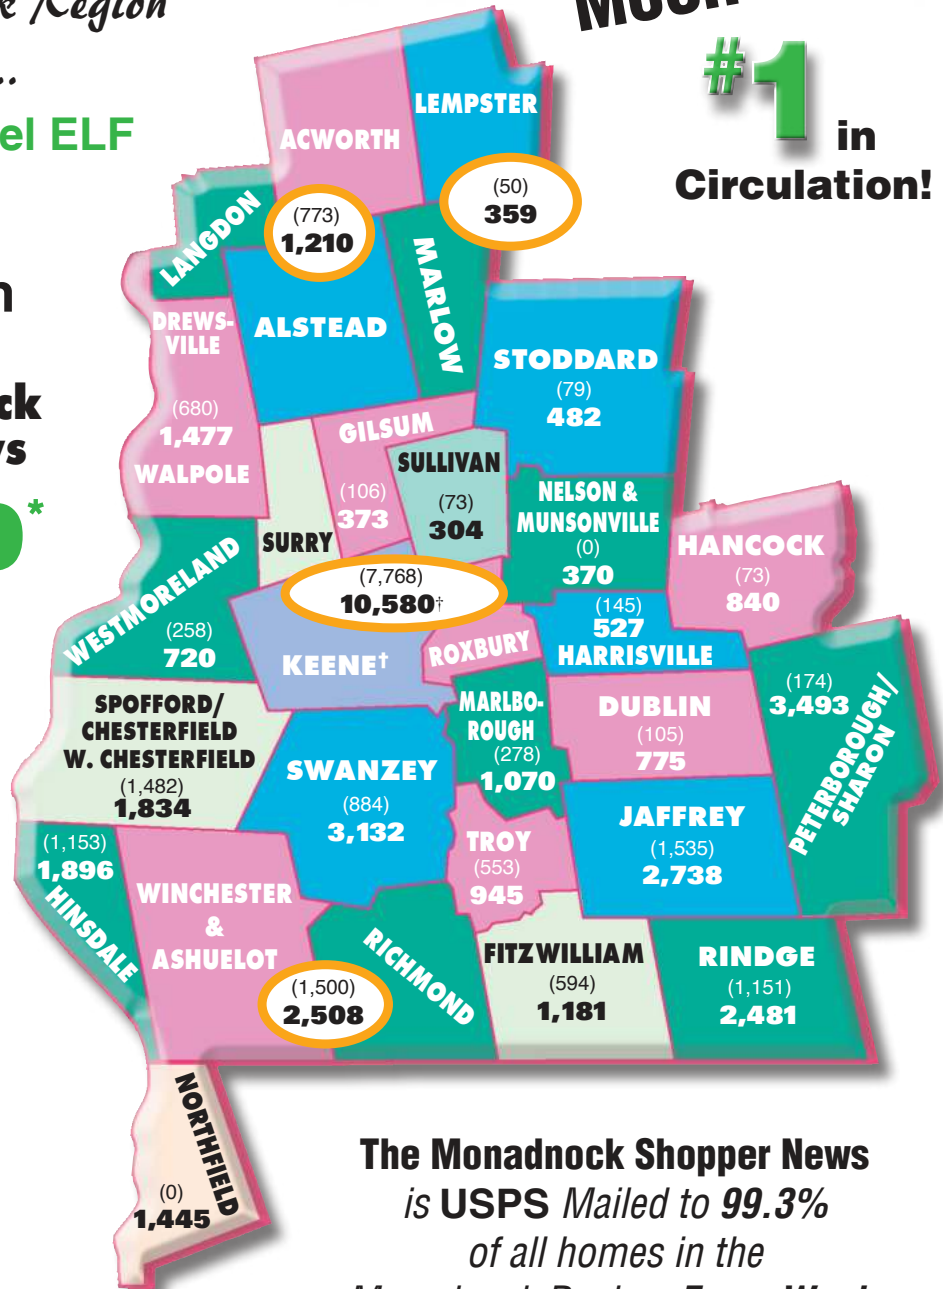 Region
#1 in
Circulation!
el ELF
LEMPSTER
(50)
359
ACWORTH
LANGDON
(773)
1,210
MARLOW
ALSTEAD
DREWS-
VILLE
(680)
1,477
WALPOLE
STODDARD
(79)
482
GILSUM
(106)
373
SULLIVAN
(73)
304
SURRY
NELSON &
MUNSONVILLE
(0)
370
HANCOCK
(73)
840
WESTMORELAND
(258)
720
(7,768)
10,580†
KEENE†
ROXBURY
(145)
527
HARRISVILLE
SPOFFORD/
CHESTERFIELD
W. CHESTERFIELD
(1,482)
1,834
SWANZEY
(884)
3,132
MARLBO-
ROUGH
(278)
1,070
DUBLIN
(105)
775
(174)
3,493
PETERBOROUGH/
SHARON
(1,153)
1,896
HINSDALE
WINCHESTER
&
ASHUELOT
(1,500)
2,508
RICHMOND
TROY
(553)
945
JAFFREY
(1,535)
2,738
FITZWILLIAM
(594)
1,181
RINDGE
(1,151)
2,481
NORTHFIELD
(0)
1,445
The Monadnock Shopper News
is USPS Mailed to 99.3%
of all homes in the